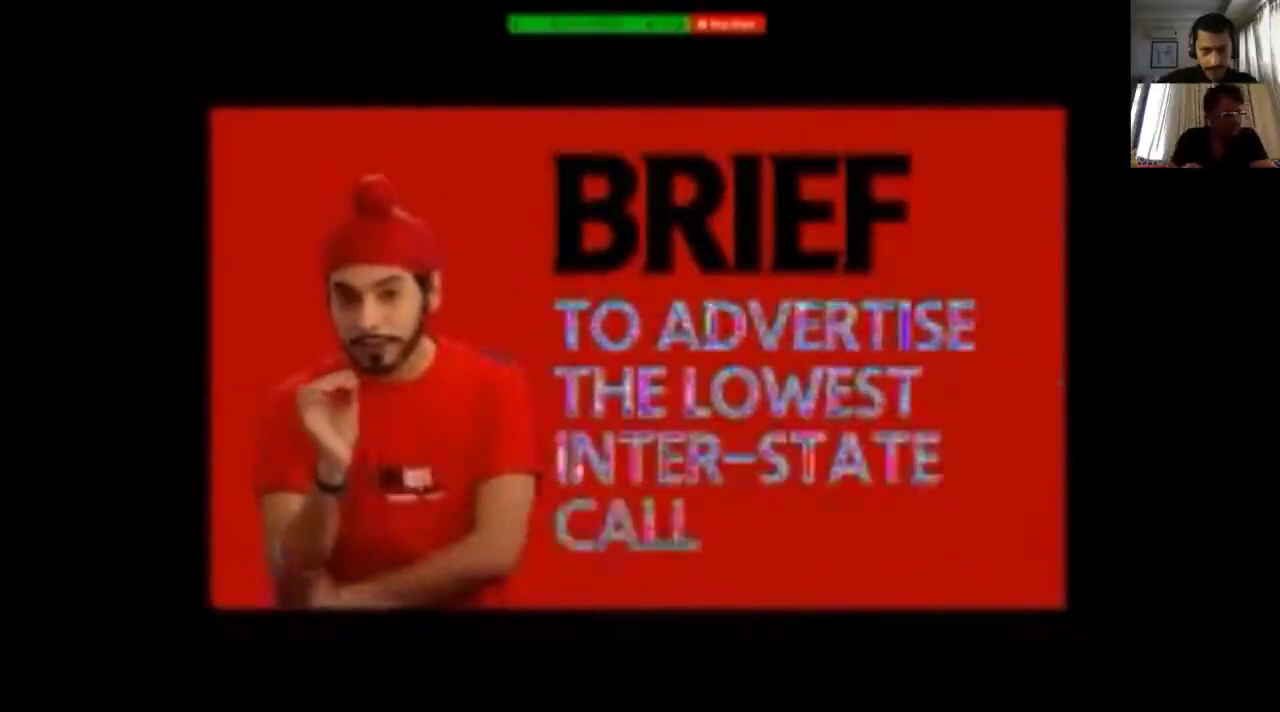 BRIEF
TO ADVERTISE
THE LOWEST
INTER-STATE
CALL